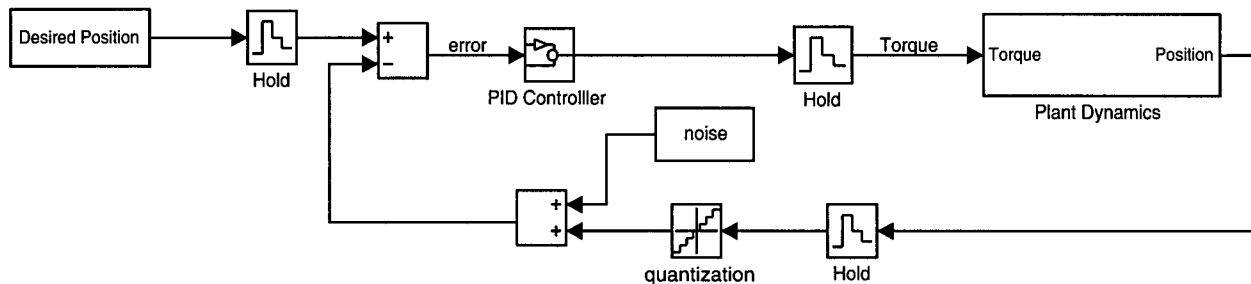 Desired Position
Hold
+
−
error
PID Controlller
Hold
Torque
Torque
Position
Plant Dynamics
noise
+
+
quantization
Hold